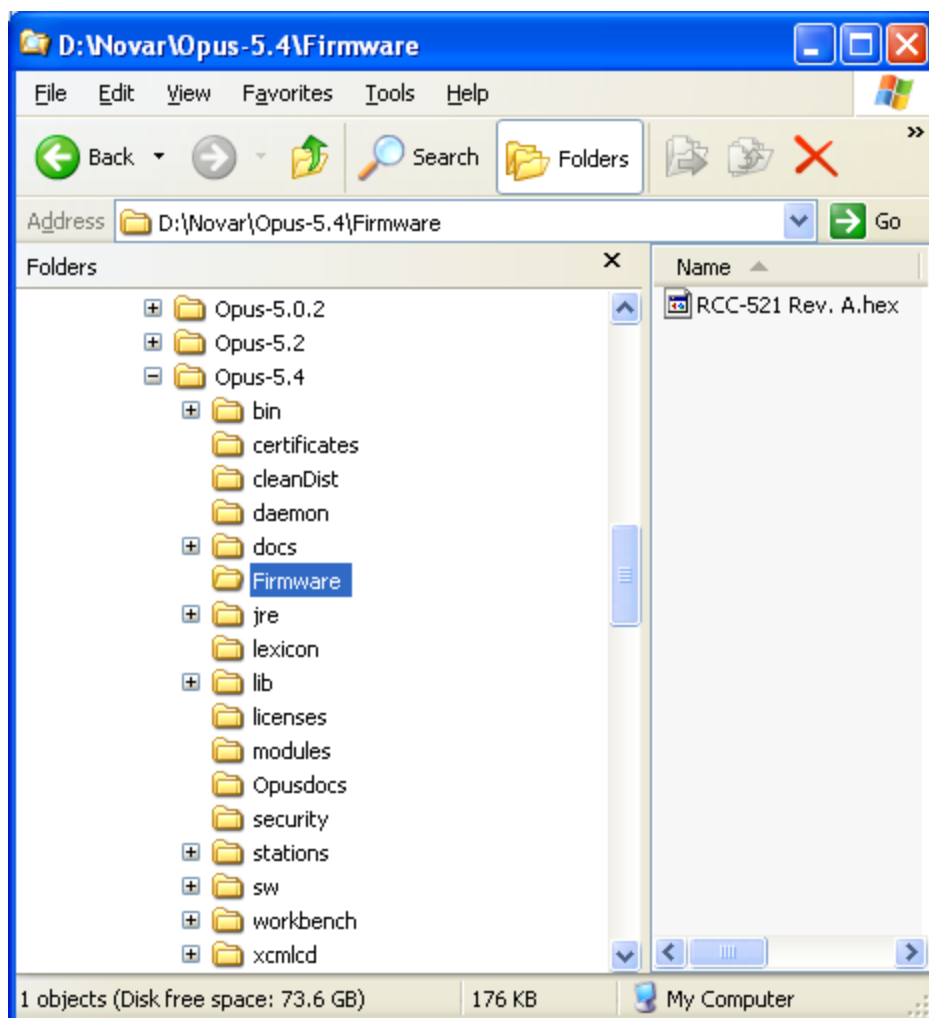 D:\Novar\Opus-5.4\Firmware
File Edit View Favorites Tools Help
Back Search Folders »
Address D:\Novar\Opus-5.4\Firmware Go
Folders
Name
Opus-5.0.2
RCC-521 Rev. A.hex
Opus-5.2
Opus-5.4
bin
certificates
cleanDist
daemon
docs
Firmware
jre
lexicon
lib
licenses
modules
Opusdocs
security
stations
sw
workbench
xcmlcd
1 objects (Disk free space: 73.6 GB) 176 KB My Computer